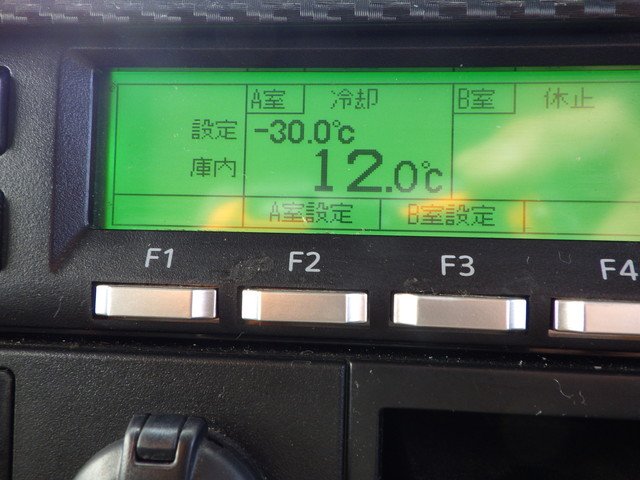 A室 冷却 B室 休止
設定 -30.0℃
庫内 12.0℃
A室設定 B室設定
F1 F2 F3 F4